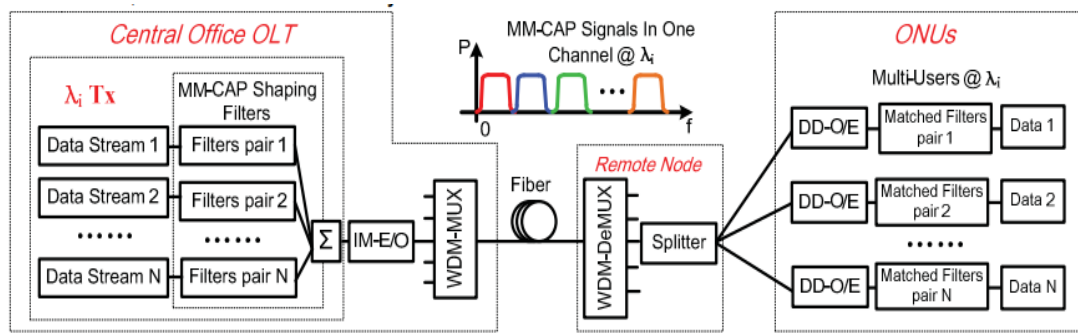 Central Office OLT
λi Tx
MM-CAP Shaping
Filters
Data Stream 1
Filters pair 1
Data Stream 2
Filters pair 2
......
......
Data Stream N
Filters pair N
Σ
IM-E/O
WDM-MUX
MM-CAP Signals In One
Channel @ λi
P
...
0
f
Fiber
Remote Node
WDM-DeMUX
Splitter
ONUs
Multi-Users @ λi
DD-O/E
Matched Filters
pair 1
Data 1
DD-O/E
Matched Filters
pair 2
Data 2
......
DD-O/E
Matched Filters
pair N
Data N